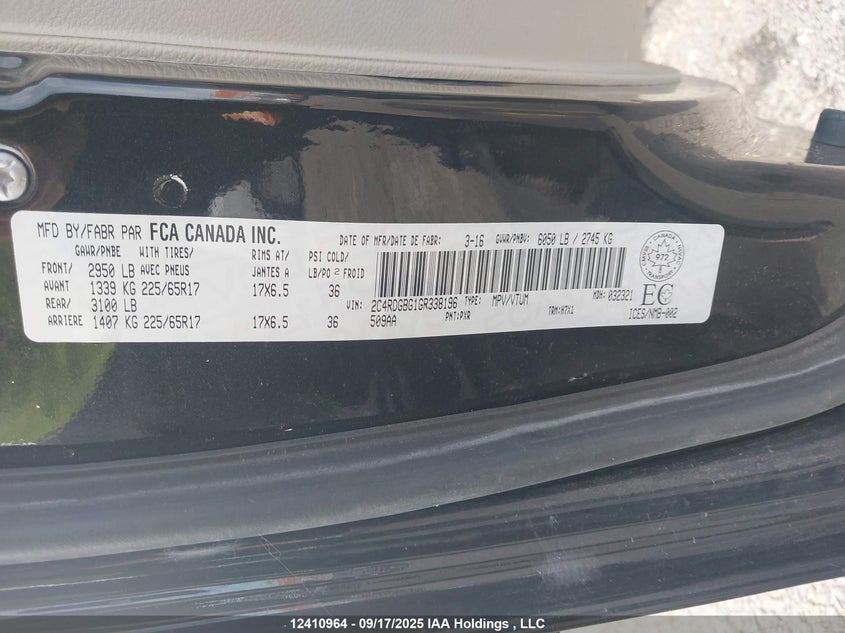 MFD BY/FABR PAR FCA CANADA INC.
DATE OF MFR/DATE DE FABR: 3-16 GVWR/PNBV: 6050 LB / 2745 KG
GAWR/PNBE WITH TIRES/ RIMS AT/ PSI COLD/
FRONT/ 2950 LB AVEC PNEUS JANTES A LB/PO 2 FROID
AVANT 1339 KG 225/65R17 17X6.5 36
REAR/ 3100 LB
ARRIERE 1407 KG 225/65R17 17X6.5 36
VIN: 2C4RDGBG1GR338196 TYPE: MPV/VTUM MDH: 032321
509AA PNT: PXR TRM: H7X1
CANADA
972
TRANSPORT
EC
ICES/NMB-002
12410964 - 09/17/2025 IAA Holdings , LLC